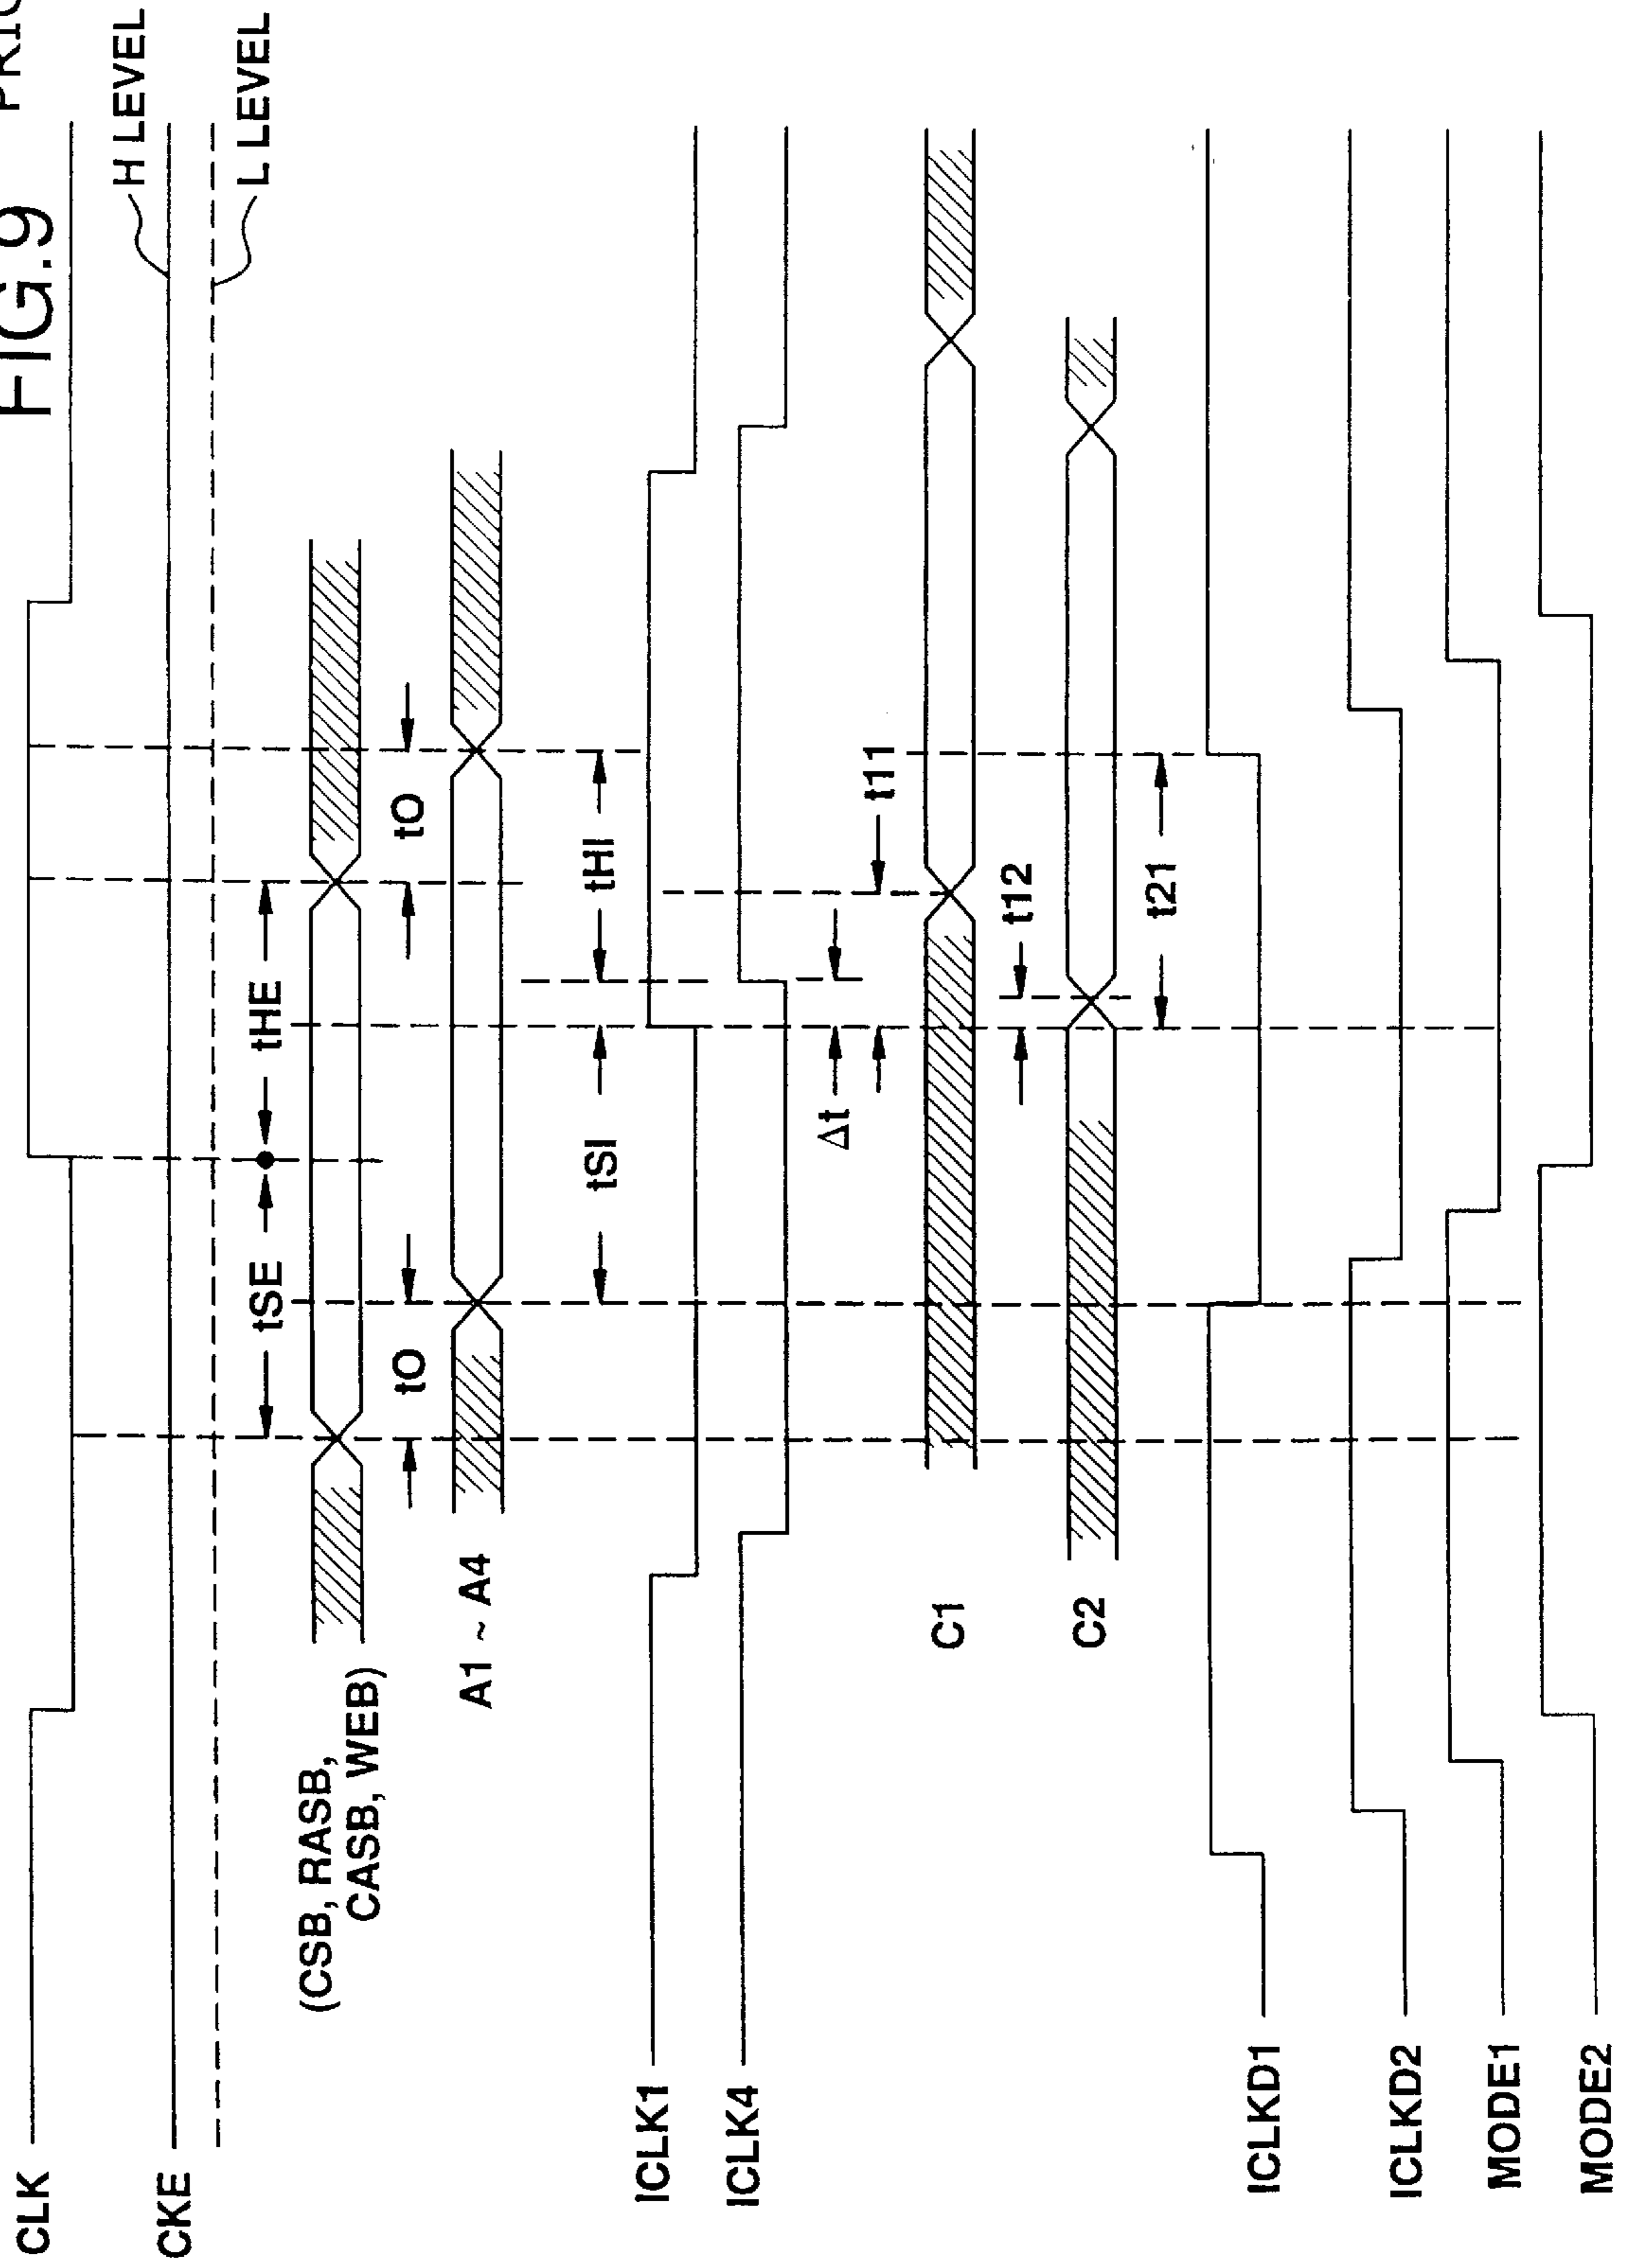 FIG.9
CLK
CKE
H LEVEL
L LEVEL
(CSB, RASB,
CASB, WEB)
tSE
tHE
tO
tO
A1 ~ A4
tSI
tHI
ICLK1
ICLK4
Δt
t11
C1
t12
C2
t21
ICLKD1
ICLKD2
MODE1
MODE2